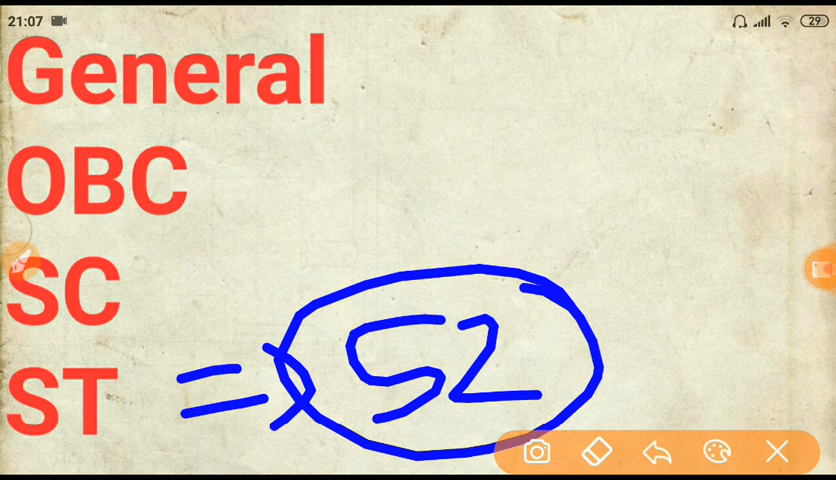 21:07 29
General
OBC
SC
ST => 52